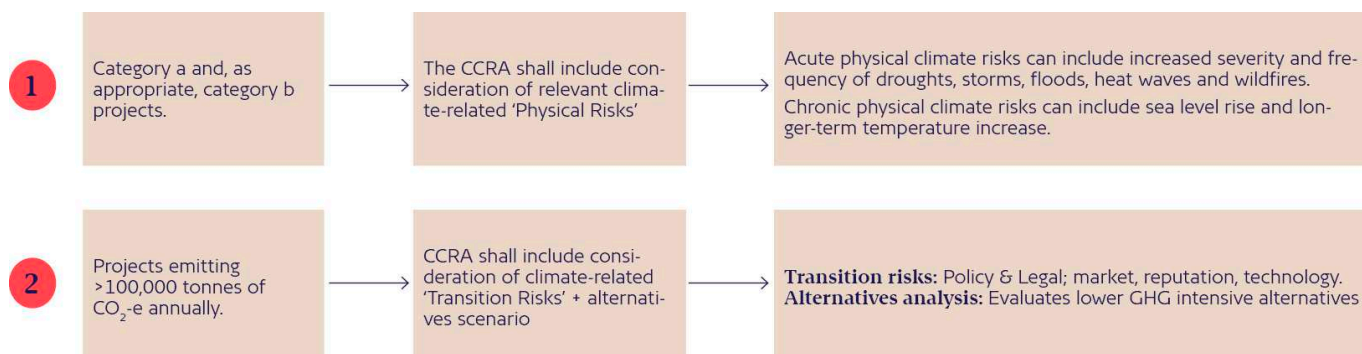 1
Category a and, as
appropriate, category b
projects.
The CCRA shall include con-
sideration of relevant clima-
te-related ‘Physical Risks’
Acute physical climate risks can include increased severity and fre-
quency of droughts, storms, floods, heat waves and wildfires.
Chronic physical climate risks can include sea level rise and lon-
ger-term temperature increase.
2
Projects emitting
>100,000 tonnes of
CO₂-e annually.
CCRA shall include consi-
deration of climate-related
‘Transition Risks’ + alternati-
ves scenario
Transition risks: Policy & Legal; market, reputation, technology.
Alternatives analysis: Evaluates lower GHG intensive alternatives